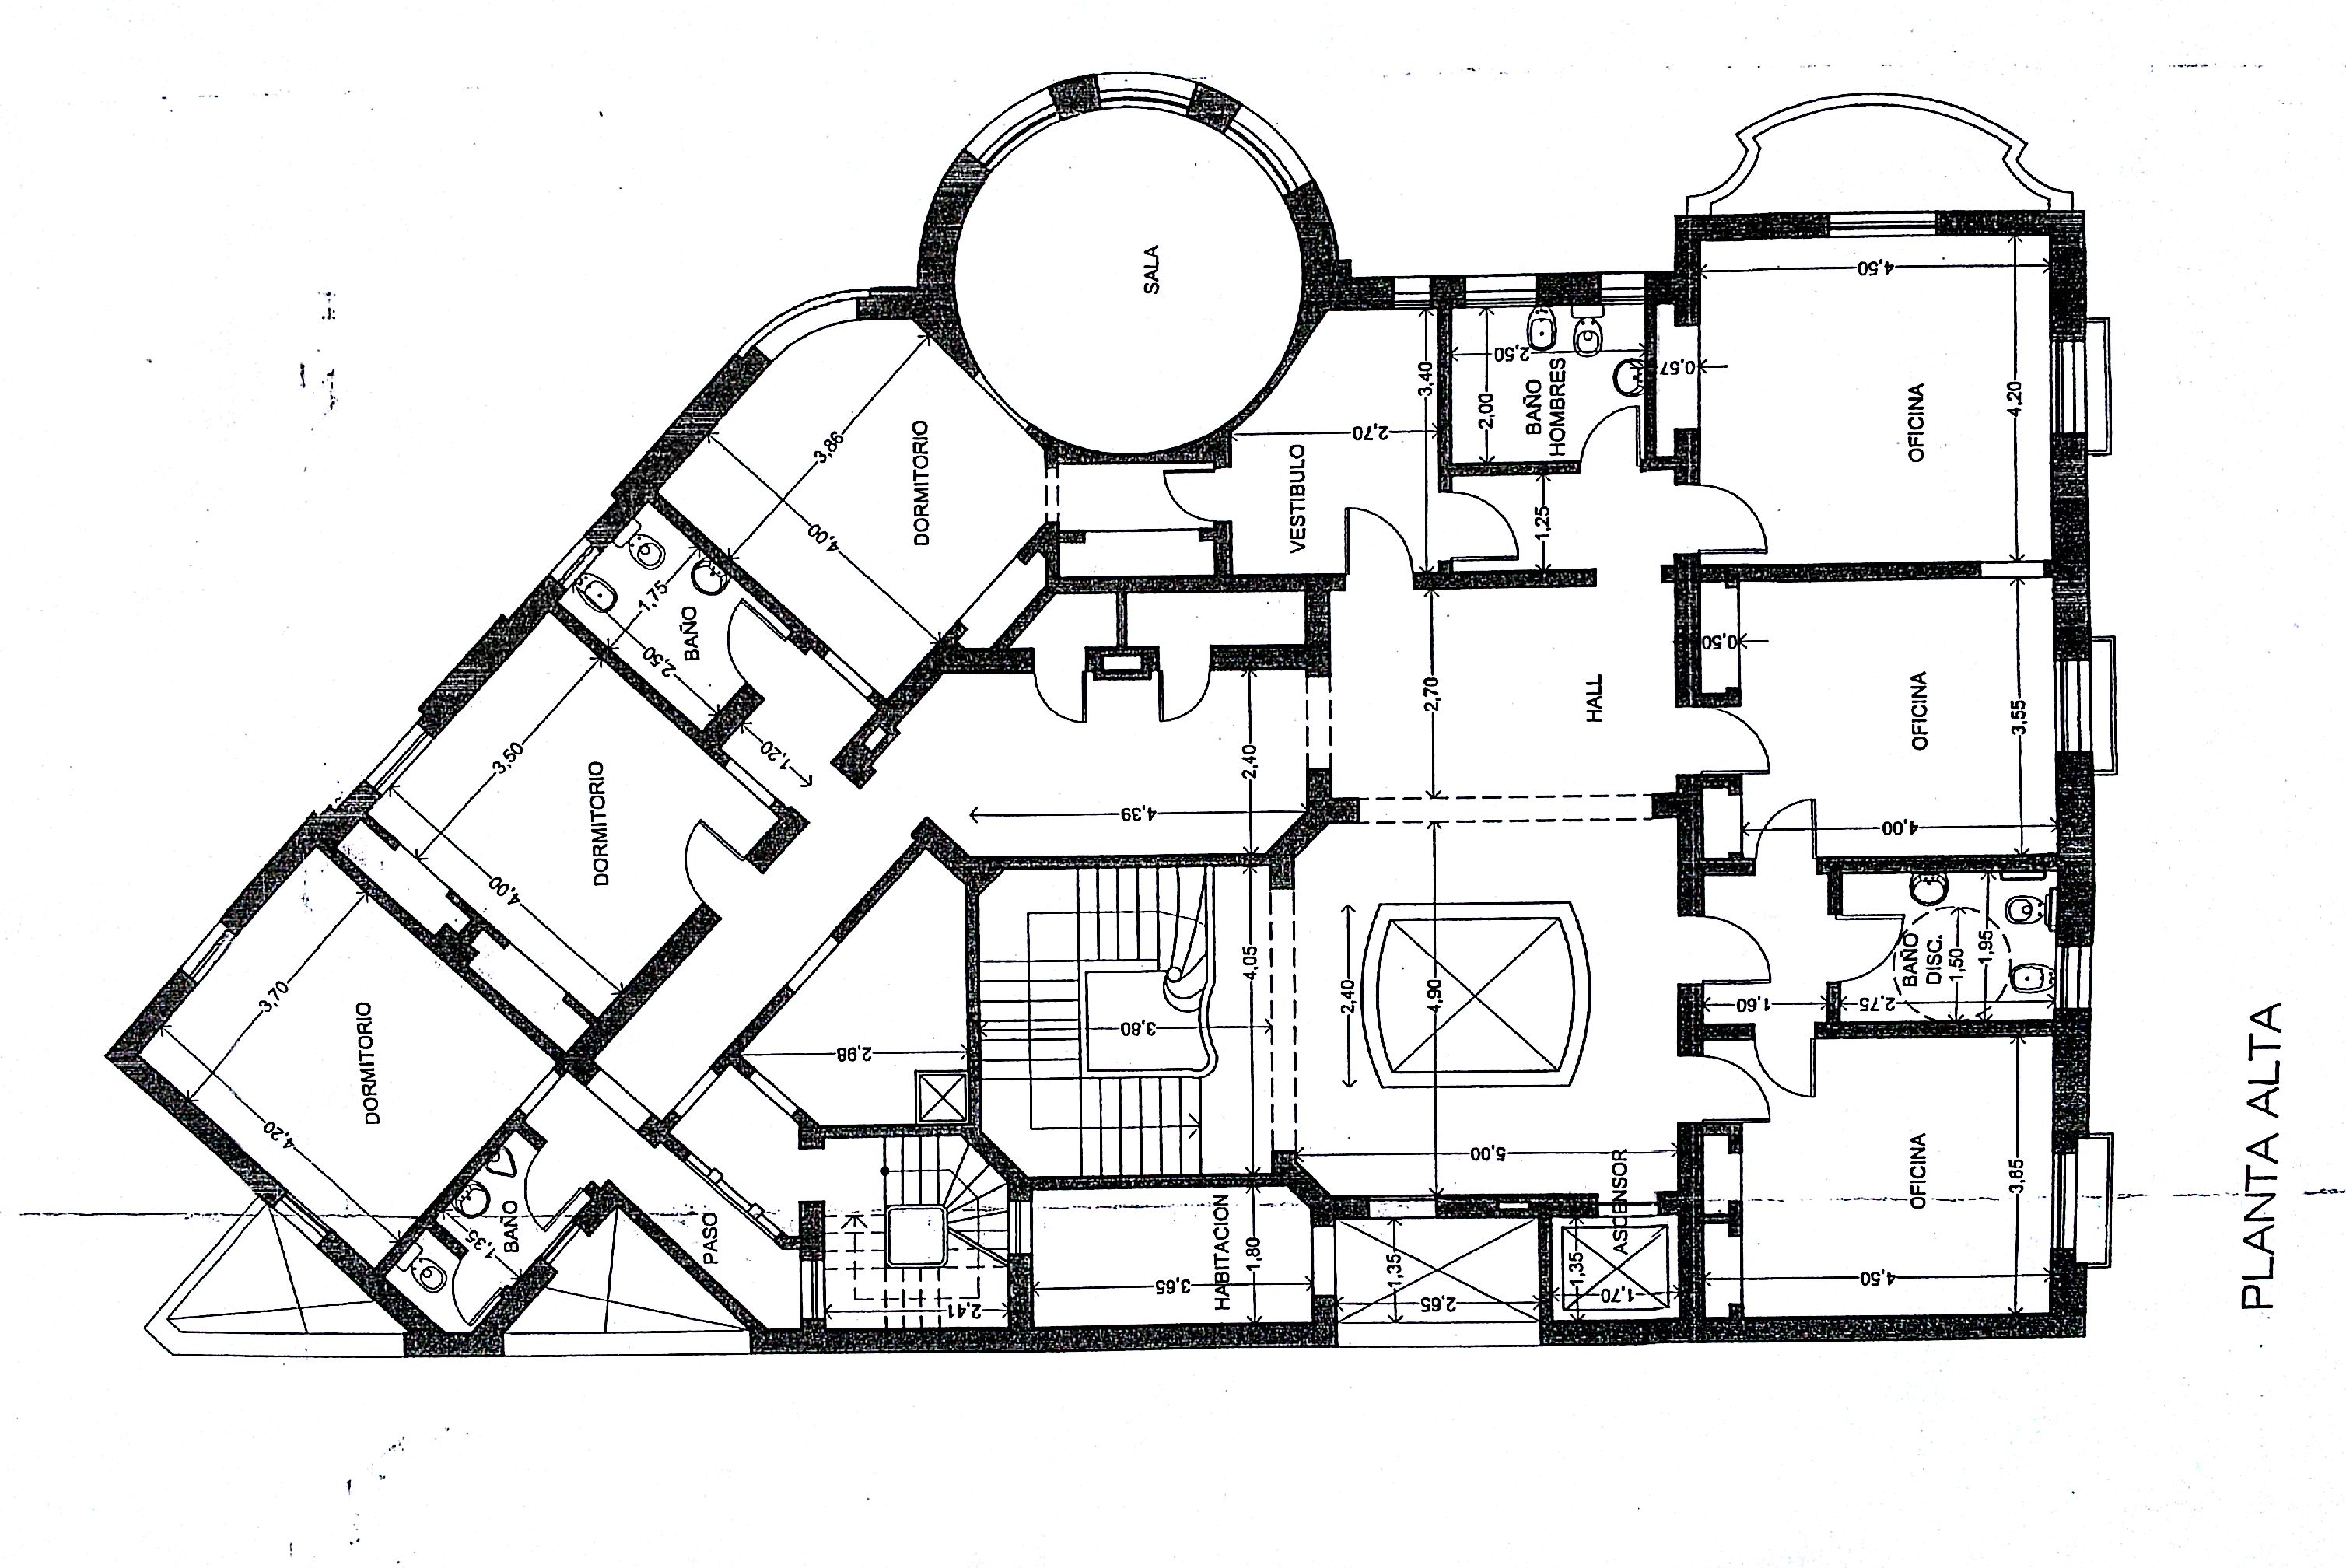 SALA
4,50
3,40
2,50
2,00
BAÑO
HOMBRES
0,57
4,20
OFICINA
3,86
DORMITORIO
4,00
2,70
VESTIBULO
1,25
1,75
BAÑO
2,50
0,50
2,70
HALL
OFICINA
3,55
3,50
1,20
2,40
DORMITORIO
4,39
4,00
4,00
BAÑO
DISC.
1,50
1,95
4,05
2,40
4,90
3,70
1,60
2,75
DORMITORIO
2,98
3,80
4,20
5,00
ASCENSOR
OFICINA
3,85
BAÑO
1,35
PASO
HABITACION
1,80
3,65
2,41
1,35
2,65
1,35
1,70
4,50
PLANTA ALTA